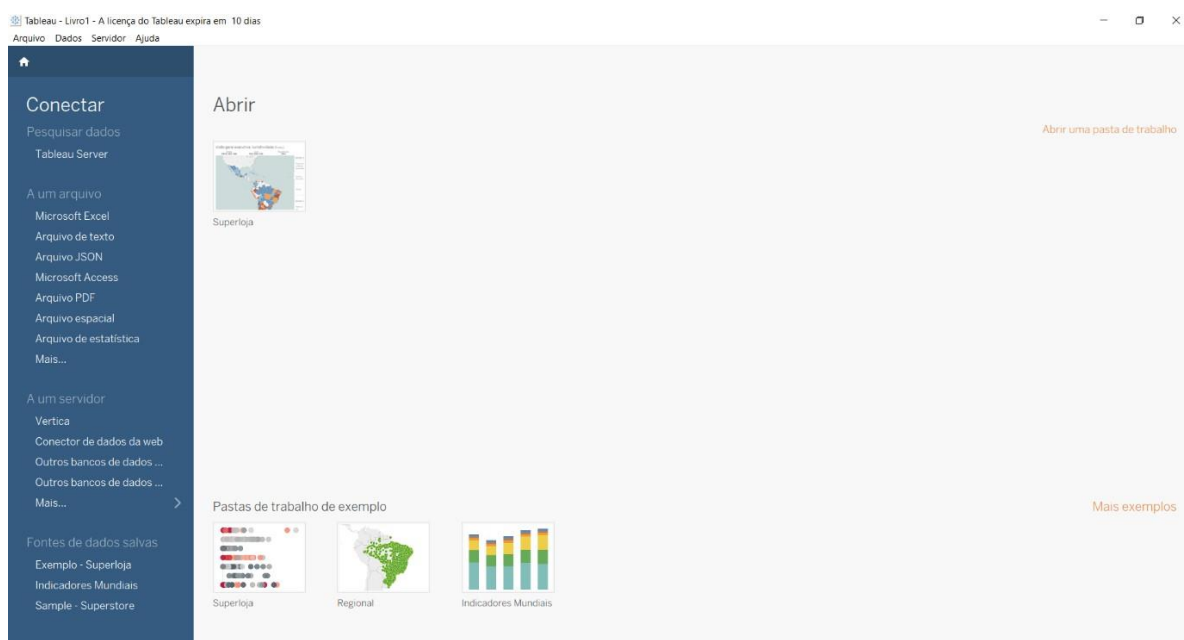 Tableau - Livro1 - A licença do Tableau expira em 10 dias
Arquivo Dados Servidor Ajuda
Conectar
Pesquisar dados
Tableau Server
A um arquivo
Microsoft Excel
Arquivo de texto
Arquivo JSON
Microsoft Access
Arquivo PDF
Arquivo espacial
Arquivo de estatística
Mais...
A um servidor
Vertica
Conector de dados da web
Outros bancos de dados ...
Outros bancos de dados ...
Mais...
Fontes de dados salvas
Exemplo - Superloja
Indicadores Mundiais
Sample - Superstore
Abrir
Abrir uma pasta de trabalho
Superloja
Pastas de trabalho de exemplo
Mais exemplos
Superloja
Regional
Indicadores Mundiais